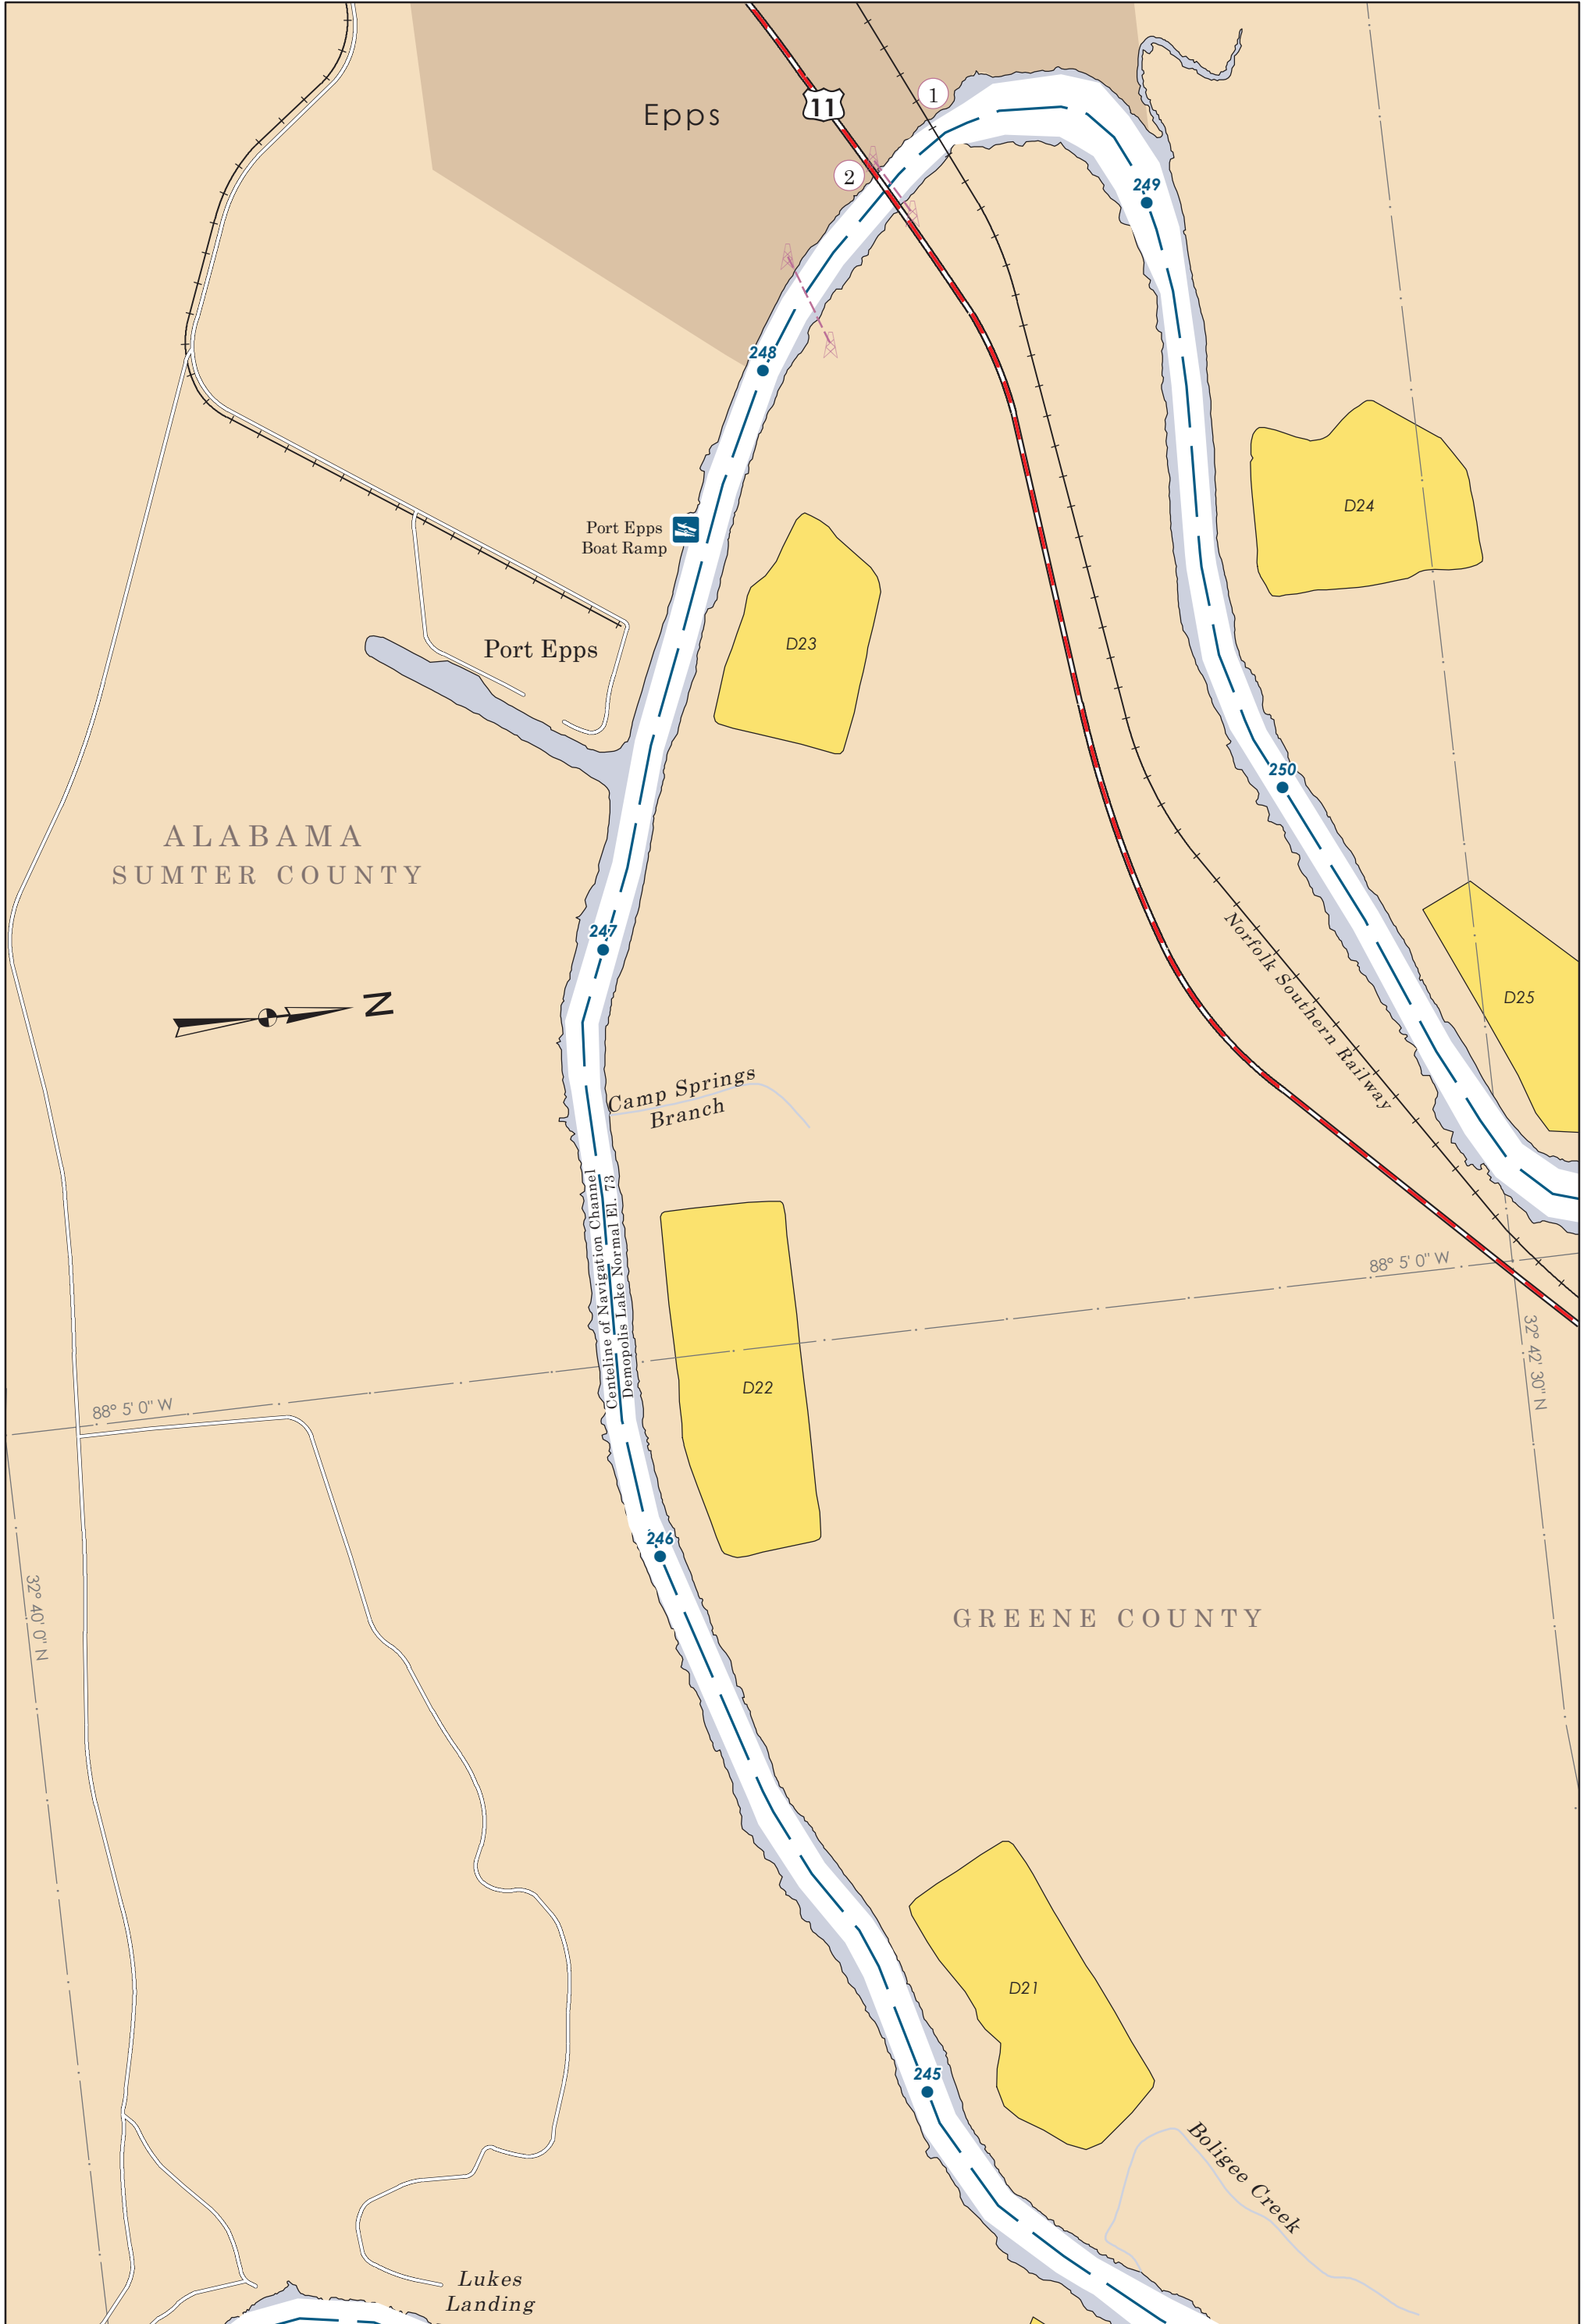 Epps
11
1
2
249
248
Port Epps
Boat Ramp
D24
D23
Port Epps
250
ALABAMA
SUMTER COUNTY
247
Norfolk Southern Railway
D25
N
Camp Springs
Branch
Centeline of Navigation Channel
Demopolis Lake Normal El. 73
88° 5' 0" W
32° 42' 30" N
D22
88° 5' 0" W
246
32° 40' 0" N
GREENE COUNTY
D21
245
Boligee Creek
Lukes
Landing